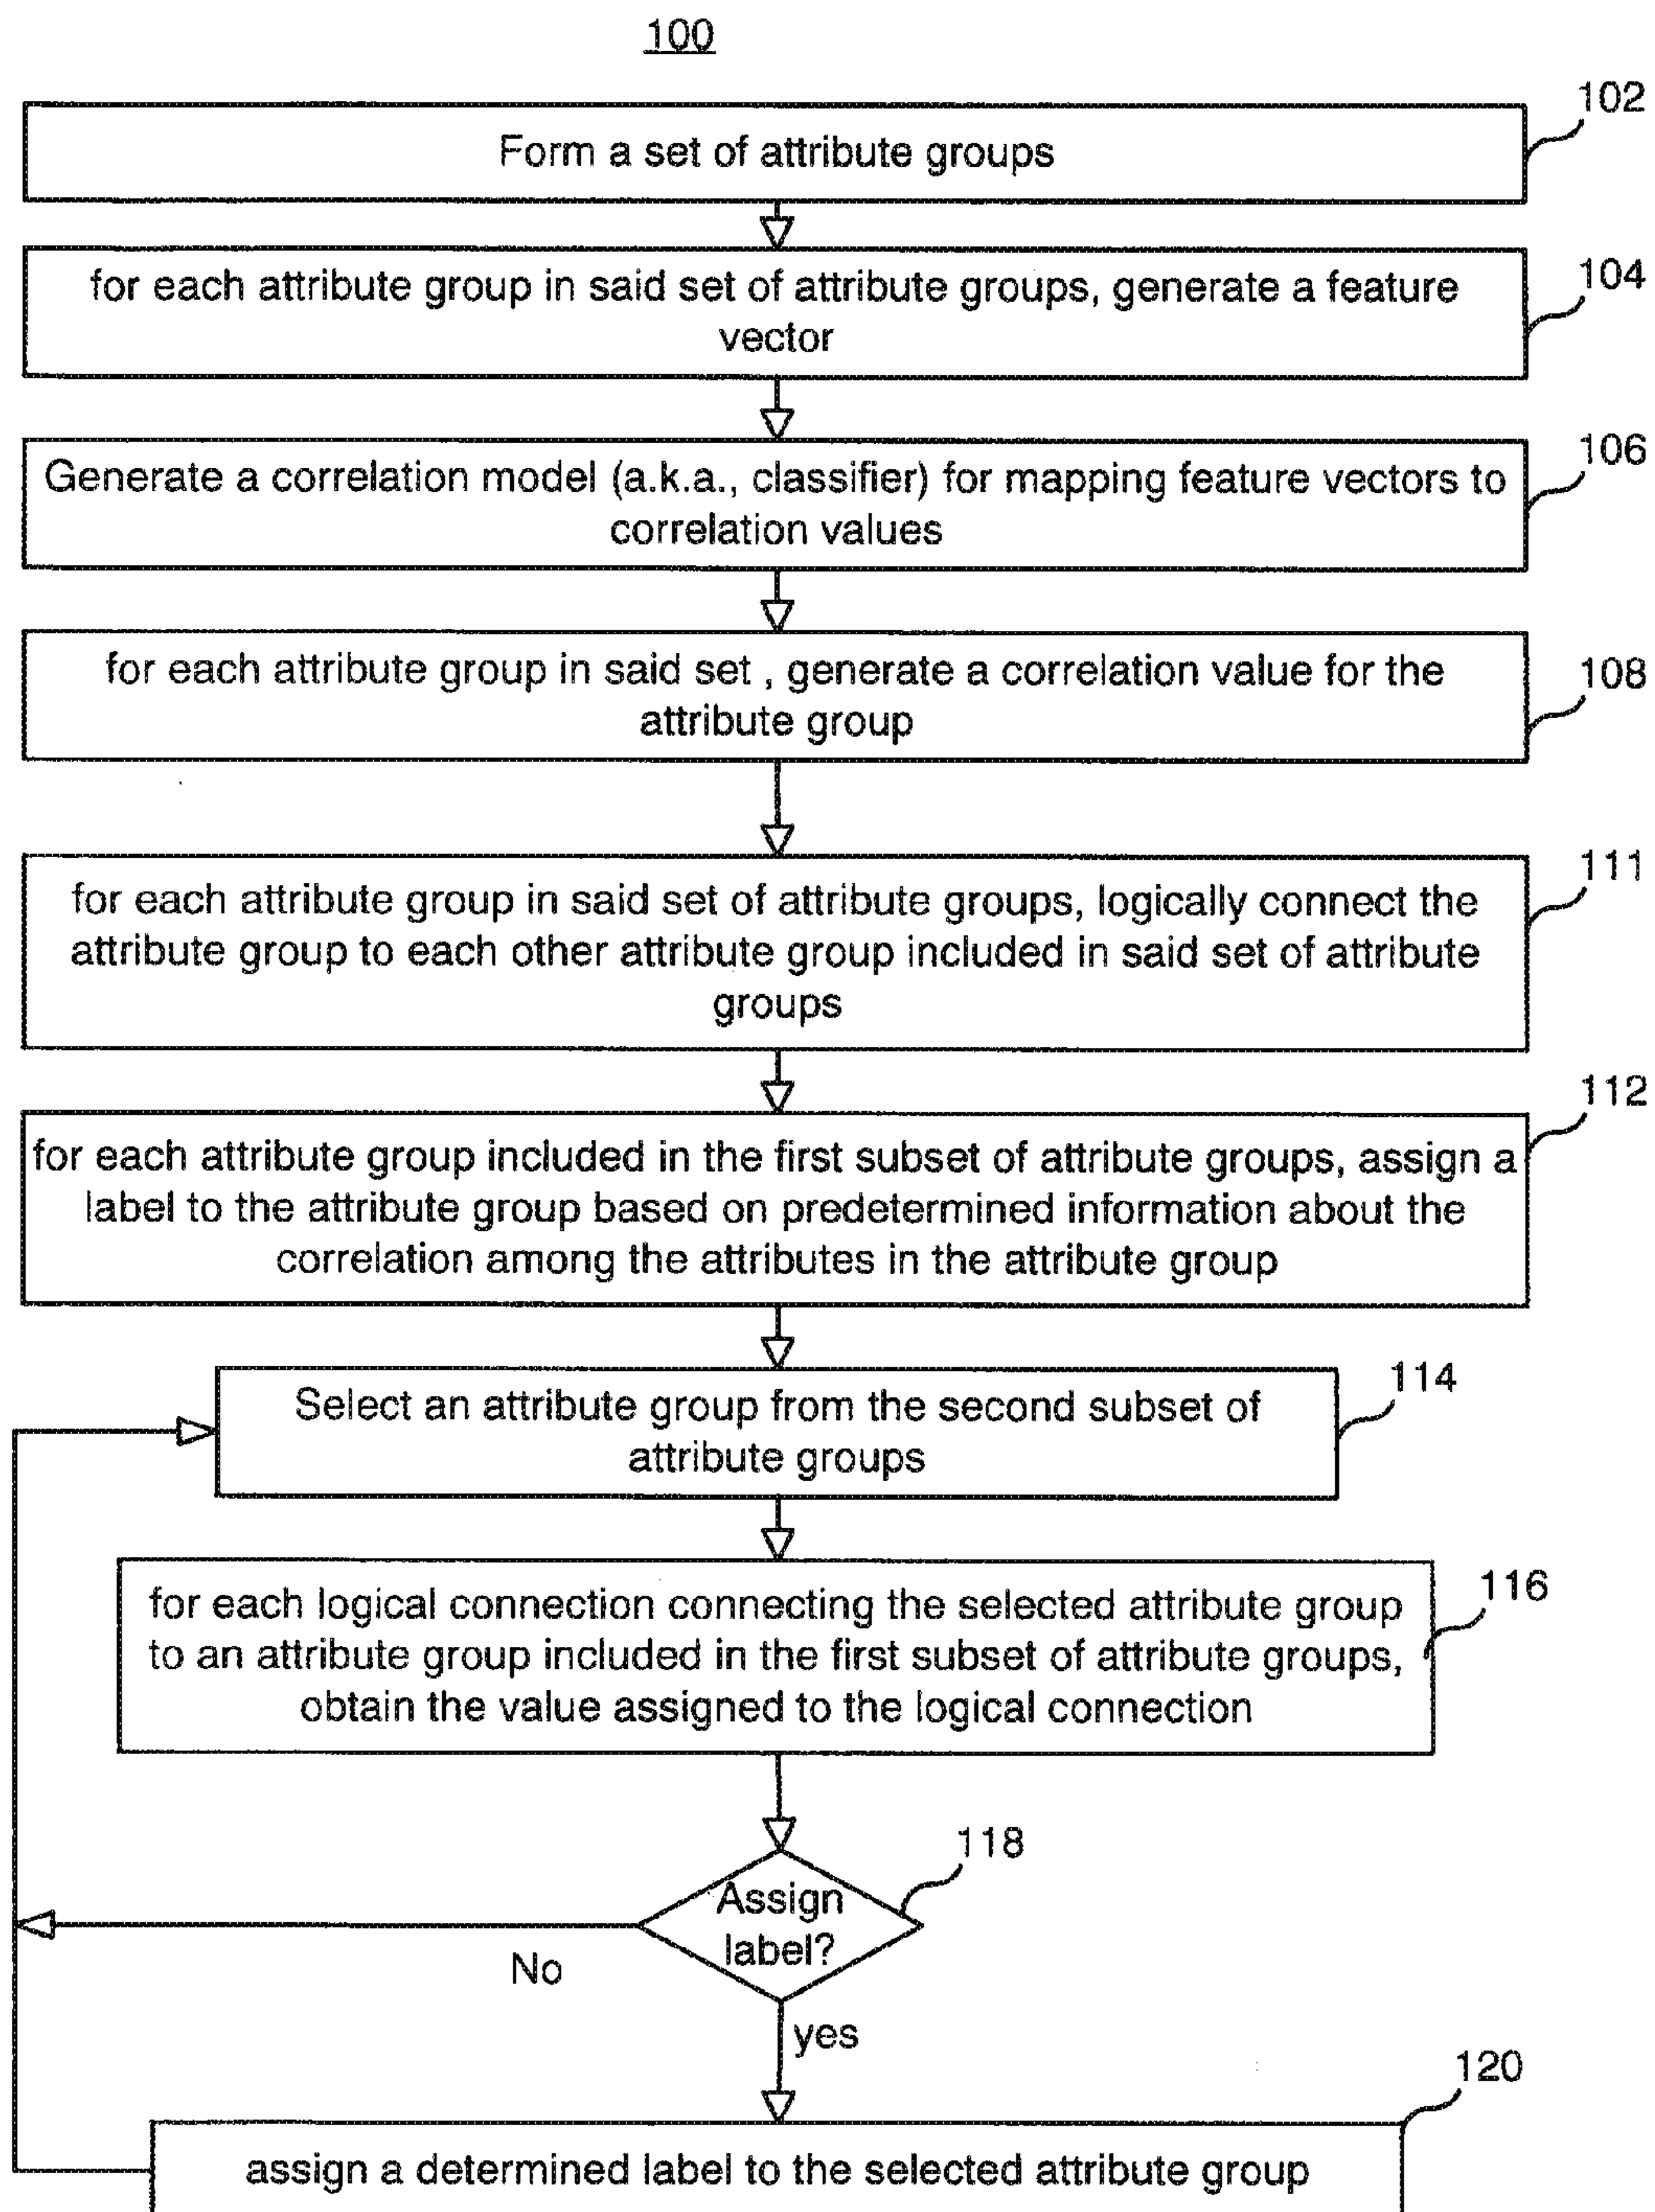 100
102
Form a set of attribute groups
104
for each attribute group in said set of attribute groups, generate a feature
vector
106
Generate a correlation model (a.k.a., classifier) for mapping feature vectors to
correlation values
108
for each attribute group in said set , generate a correlation value for the
attribute group
111
for each attribute group in said set of attribute groups, logically connect the
attribute group to each other attribute group included in said set of attribute
groups
112
for each attribute group included in the first subset of attribute groups, assign a
label to the attribute group based on predetermined information about the
correlation among the attributes in the attribute group
114
Select an attribute group from the second subset of
attribute groups
116
for each logical connection connecting the selected attribute group
to an attribute group included in the first subset of attribute groups,
obtain the value assigned to the logical connection
118
Assign
label?
No
yes
120
assign a determined label to the selected attribute group